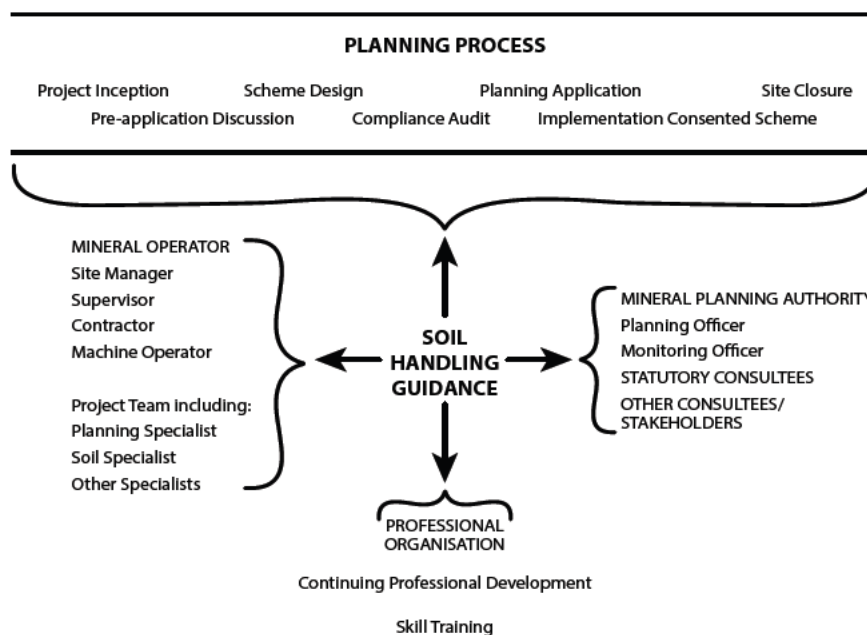 PLANNING PROCESS
Project Inception Scheme Design Planning Application Site Closure
Pre-application Discussion Compliance Audit Implementation Consented Scheme
MINERAL OPERATOR
Site Manager
Supervisor
Contractor
Machine Operator
Project Team including:
Planning Specialist
Soil Specialist
Other Specialists
SOIL
HANDLING
GUIDANCE
MINERAL PLANNING AUTHORITY
Planning Officer
Monitoring Officer
STATUTORY CONSULTEES
OTHER CONSULTEES/
STAKEHOLDERS
PROFESSIONAL
ORGANISATION
Continuing Professional Development
Skill Training